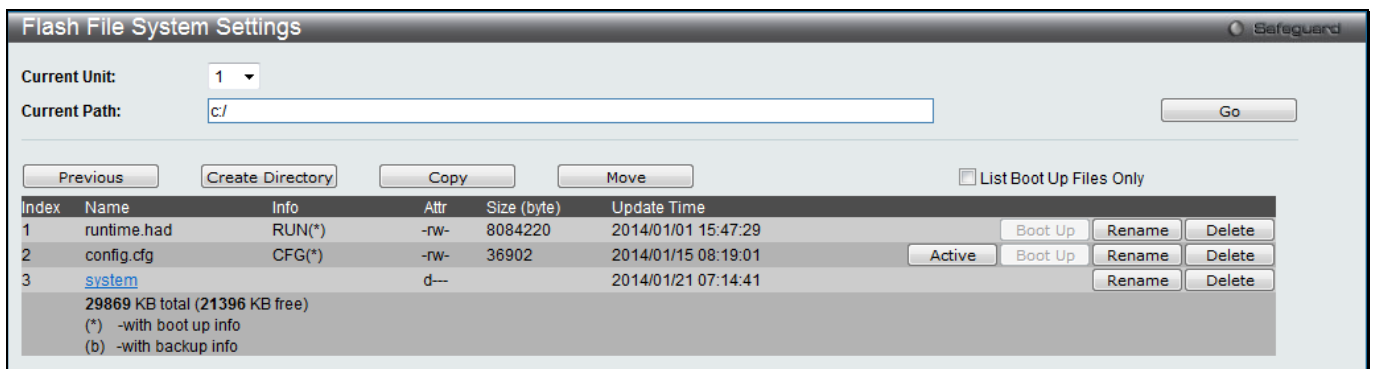 Flash File System Settings Safeguard
Current Unit: 1
Current Path: c:/ Go
Previous Create Directory Copy Move List Boot Up Files Only
Index Name Info Attr Size (byte) Update Time
1 runtime.had RUN(*) -rw- 8084220 2014/01/01 15:47:29 Boot Up Rename Delete
2 config.cfg CFG(*) -rw- 36902 2014/01/15 08:19:01 Active Boot Up Rename Delete
3 system d--- 2014/01/21 07:14:41 Rename Delete
29869 KB total (21396 KB free)
(*) -with boot up info
(b) -with backup info